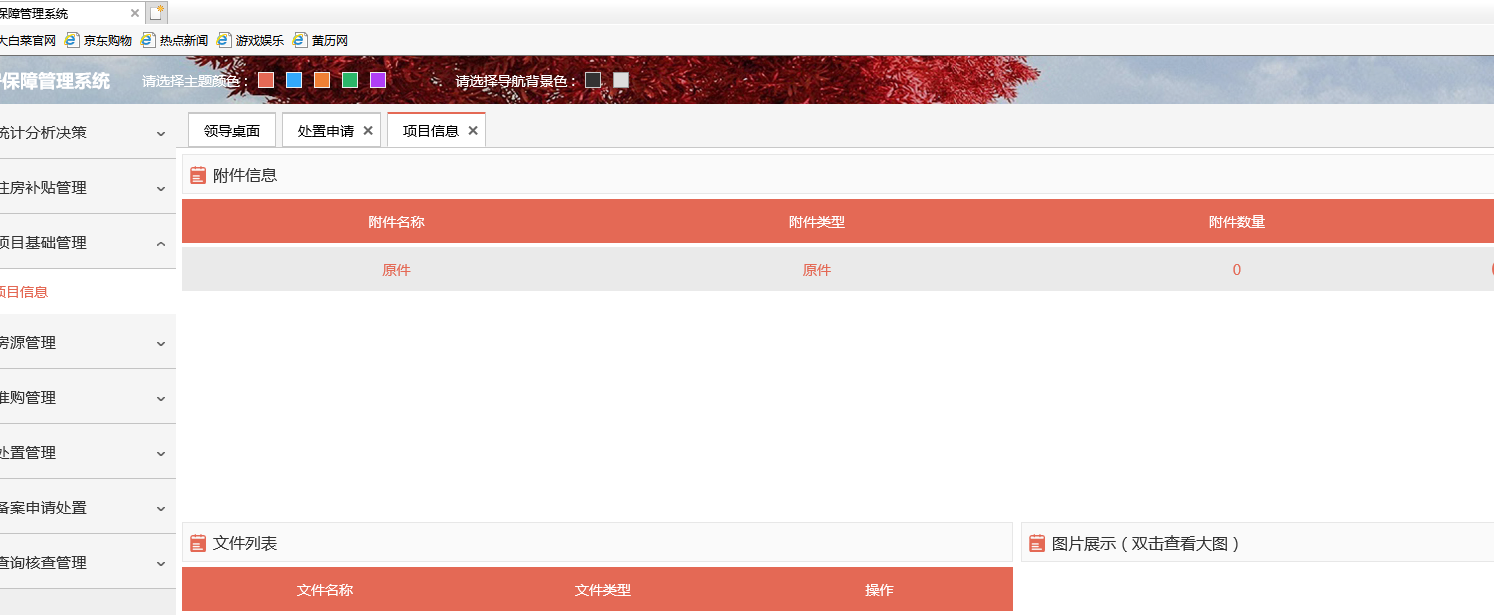 保障管理系统
大白菜官网 京东购物 热点新闻 游戏娱乐 黄历网
保障管理系统 请选择主题颜色： 请选择导航背景色：
统计分析决策
住房补贴管理
项目基础管理
项目信息
房源管理
准购管理
处置管理
备案申请处置
查询核查管理
领导桌面 处置申请 项目信息
附件信息
附件名称 附件类型 附件数量
原件 原件 0
文件列表
文件名称 文件类型 操作
图片展示（双击查看大图）